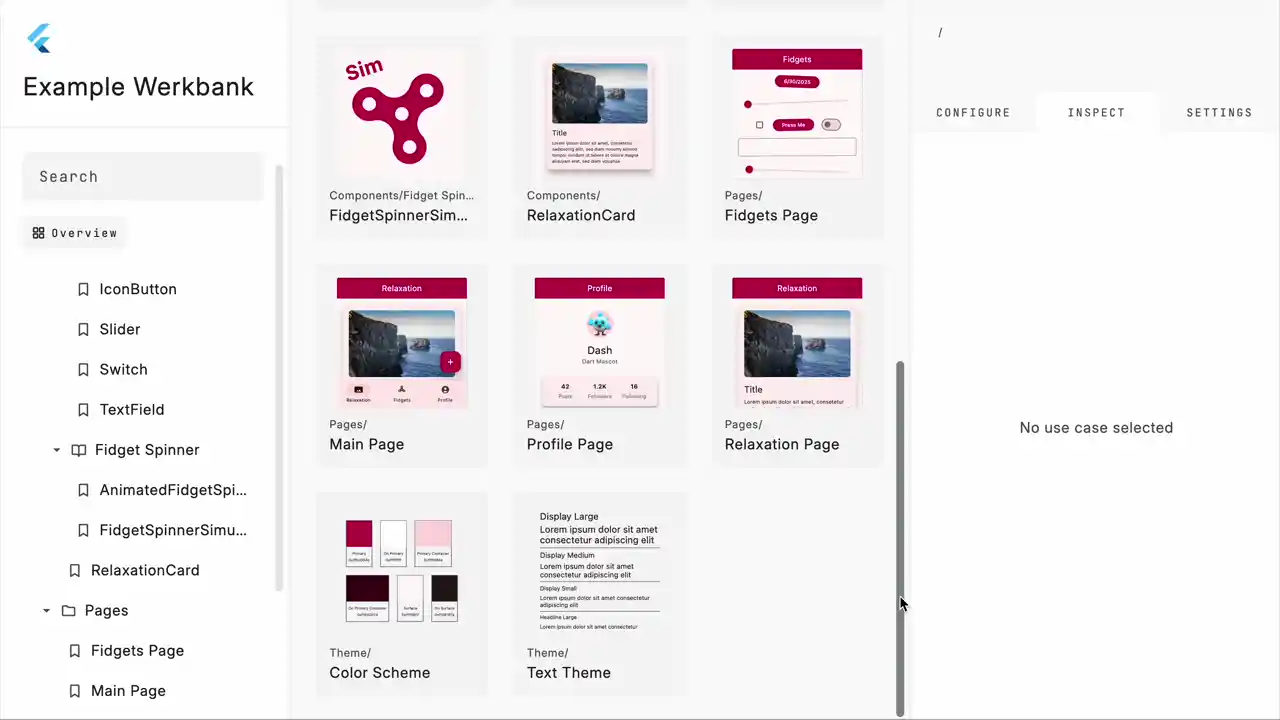 Example Werkbank
Search
Overview
IconButton
Slider
Switch
TextField
Fidget Spinner
AnimatedFidgetSpi...
FidgetSpinnerSimu...
RelaxationCard
Pages
Fidgets Page
Main Page
Sim
Components/Fidget Spin...
FidgetSpinnerSim...
Title
Components/
RelaxationCard
Fidgets
6/30/2025
Press Me
Pages/
Fidgets Page
Relaxation
+
Relaxation Fidgets Profile
Pages/
Main Page
Profile
Dash
Dart Mascot
42 1.2K 16
Posts Followers Following
Pages/
Profile Page
Relaxation
Title
Lorem ipsum dolor sit amet, consetetur
Pages/
Relaxation Page
Primary
On Primary
Primary Container
On Primary Container
Surface
Theme/
Color Scheme
Display Large
Lorem ipsum dolor sit amet
consectetur adipiscing elit
Display Medium
Lorem ipsum dolor sit amet
consectetur adipiscing elit
Display Small
Lorem ipsum dolor sit amet consectetur
adipiscing elit
Headline Large
Lorem ipsum dolor sit amet consectetur
Theme/
Text Theme
/
CONFIGURE
INSPECT
SETTINGS
No use case selected